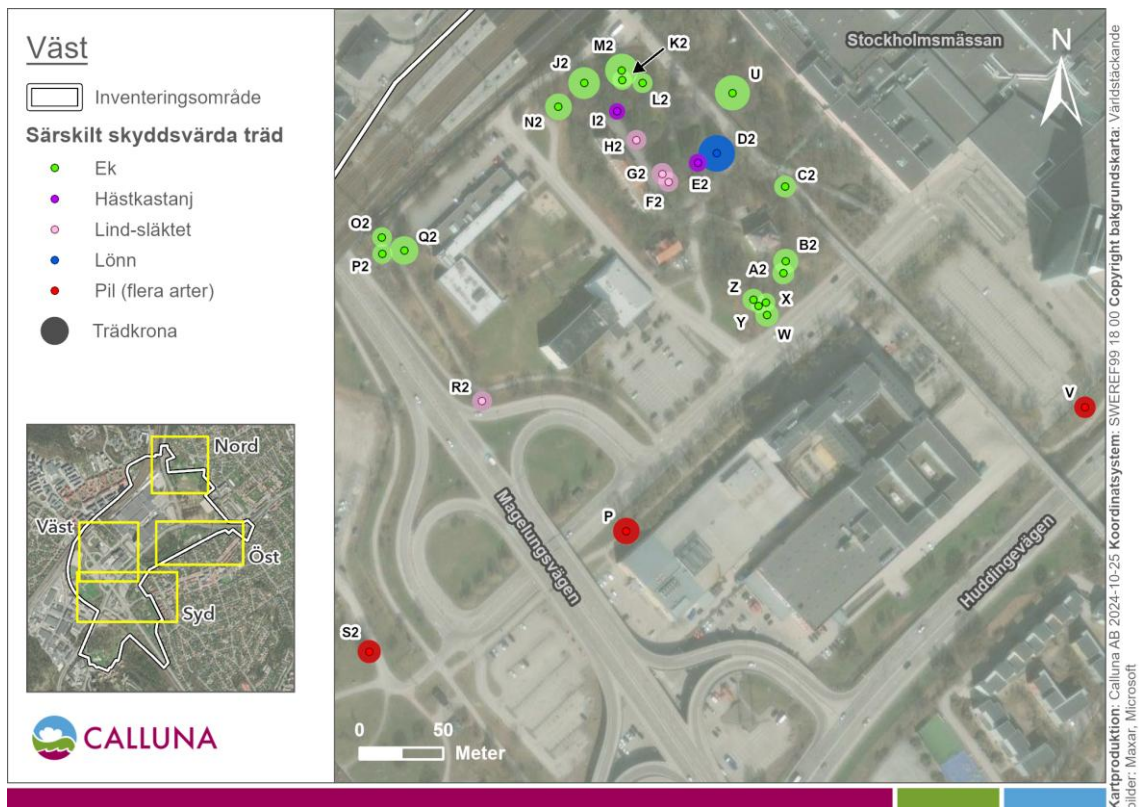 Väst
Inventeringsområde
Särskilt skyddsvärda träd
Ek
Hästkastanj
Lind-släktet
Lönn
Pil (flera arter)
Trädkrona
Nord
Väst
Öst
Syd
CALLUNA
Stockholmsmässan
N
M2
K2
J2
L2
U
N2
I2
D2
H2
G2
E2
F2
C2
O2
Q2
P2
B2
A2
Z
X
Y
W
R2
V
P
S2
Magelungsvägen
Huddingevägen
0 50
Meter
Kartproduktion: Calluna AB 2024-10-25 Koordinatsystem: SWEREF99 18 00 Copyright bakgrundskarta: Världstäckande
bilder: Maxar, Microsoft